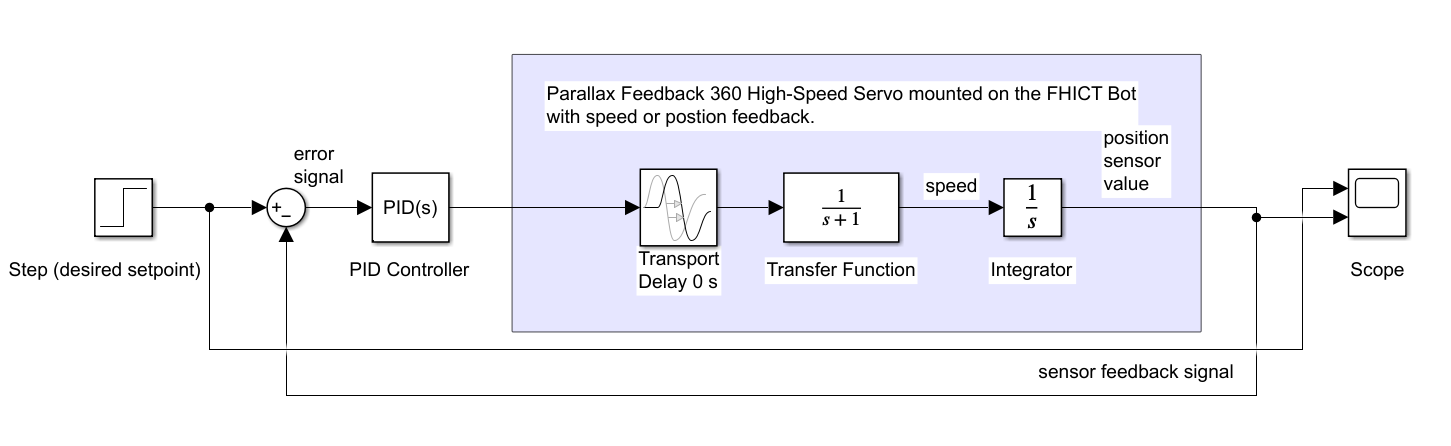 Parallax Feedback 360 High-Speed Servo mounted on the FHICT Bot
with speed or postion feedback.
position
sensor
value
error
signal
+
−
PID(s)
1
s + 1
speed
1
s
Step (desired setpoint)
PID Controller
Transport
Delay 0 s
Transfer Function
Integrator
Scope
sensor feedback signal